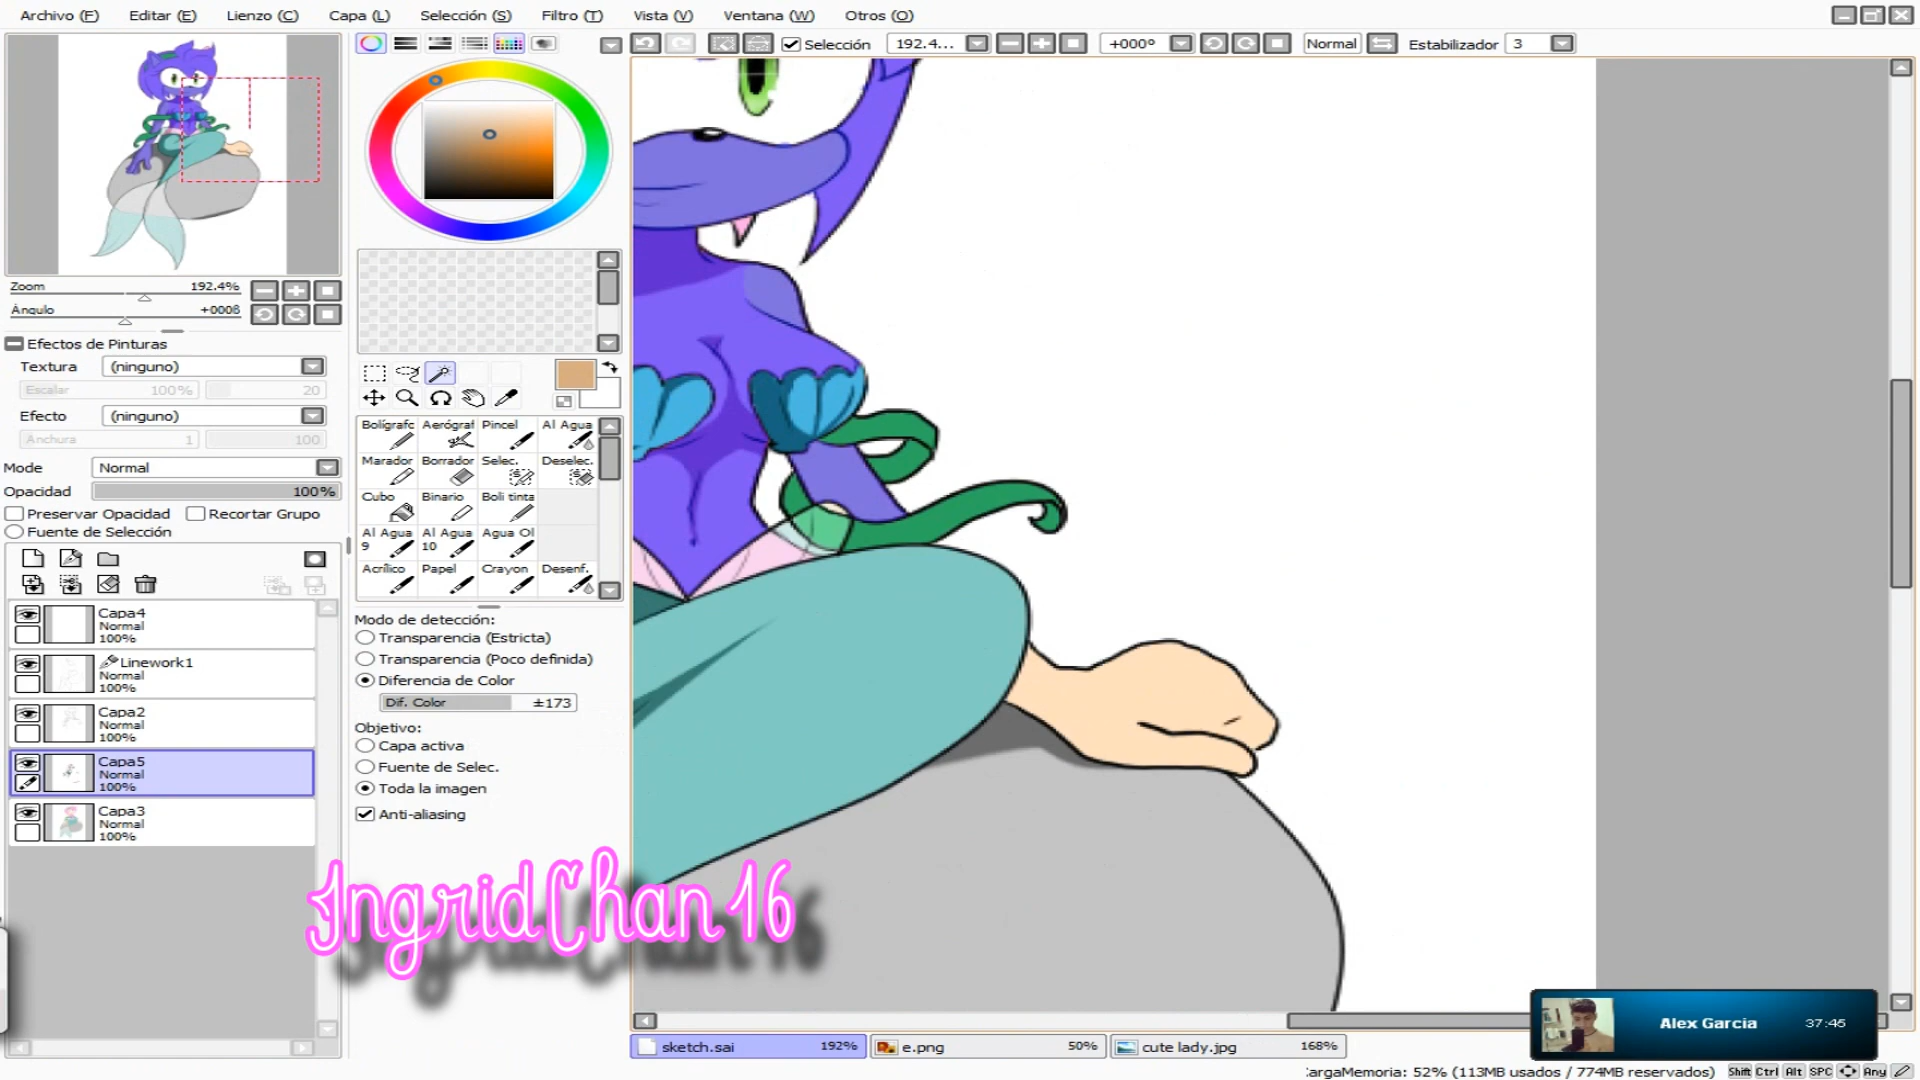 Archivo (F) Editar (E) Lienzo (C) Capa (L) Selección (S) Filtro (T) Vista (V) Ventana (W) Otros (O)
Selección 192.4... +000º Normal Estabilizador 3
Zoom 192.4%
Ángulo +000ß
Efectos de Pinturas
Textura (ninguno)
Escalar 100% 20
Efecto (ninguno)
Anchura 1 100
Mode Normal
Opacidad 100%
Preservar Opacidad Recortar Grupo
Fuente de Selección
Capa4
Normal
100%
Linework1
Normal
100%
Capa2
Normal
100%
Capa5
Normal
100%
Capa3
Normal
100%
Bolígrafc Aerógraf Pincel Al Agua
Marador Borrador Selec. Deselec.
Cubo Binario Boli tinta
Al Agua 9 Al Agua 10 Agua Ol
Acrílico Papel Crayon Desenf.
Modo de detección:
Transparencia (Estricta)
Transparencia (Poco definida)
Diferencia de Color
Dif. Color ±173
Objetivo:
Capa activa
Fuente de Selec.
Toda la imagen
Anti-aliasing
IngridChan16
Alex Garcia 37:45
sketch.sai 192% e.png 50% cute lady.jpg 168%
CargaMemoria: 52% (113MB usados / 774MB reservados) Shift Ctrl Alt SPC Any